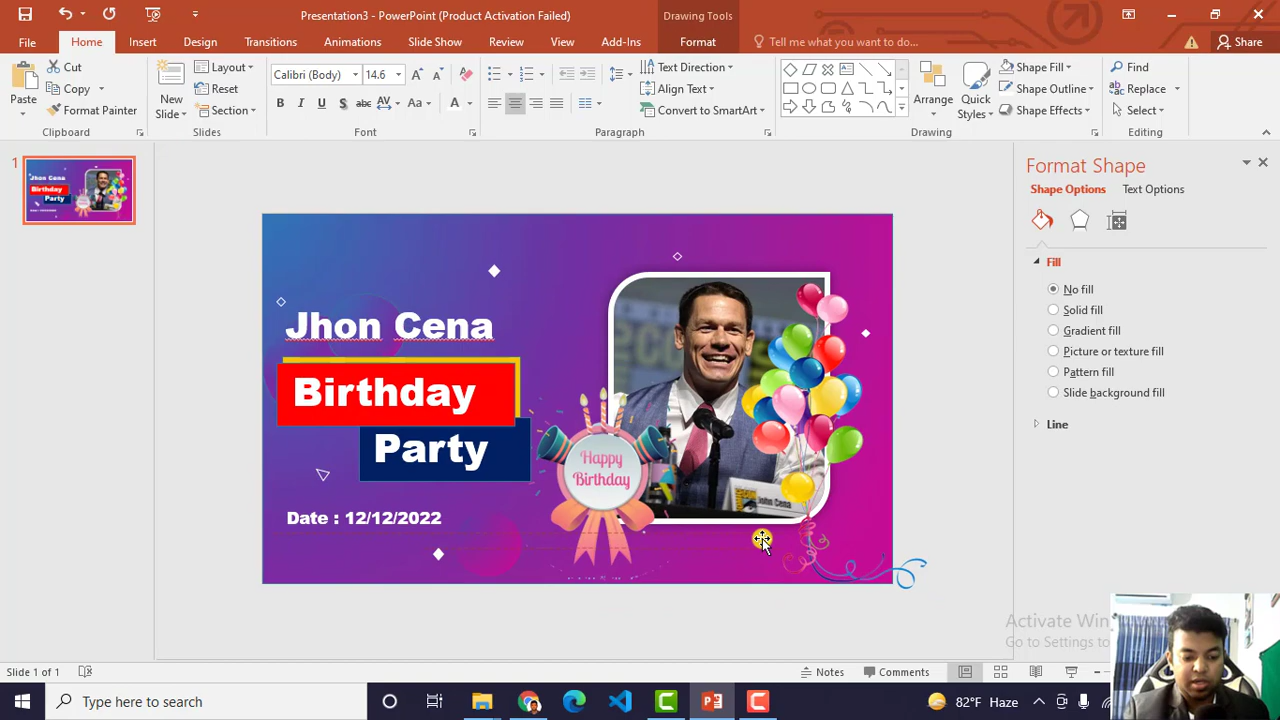 Presentation3 - PowerPoint (Product Activation Failed)
Drawing Tools
File
Home
Insert
Design
Transitions
Animations
Slide Show
Review
View
Add-Ins
Format
Tell me what you want to do...
Share
Paste
Cut
Copy
Format Painter
Clipboard
New
Slide
Layout
Reset
Section
Slides
Calibri (Body)
14.6
Font
Paragraph
Text Direction
Align Text
Convert to SmartArt
Arrange
Quick
Styles
Shape Fill
Shape Outline
Shape Effects
Drawing
Find
Replace
Select
Editing
1
Jhon Cena
Birthday
Party
Date : 12/12/2022
Happy
Birthday
John Cena
Format Shape
Shape Options
Text Options
Fill
No fill
Solid fill
Gradient fill
Picture or texture fill
Pattern fill
Slide background fill
Line
Activate Win
Go to Settings to
Slide 1 of 1
Notes
Comments
Type here to search
82°F Haze